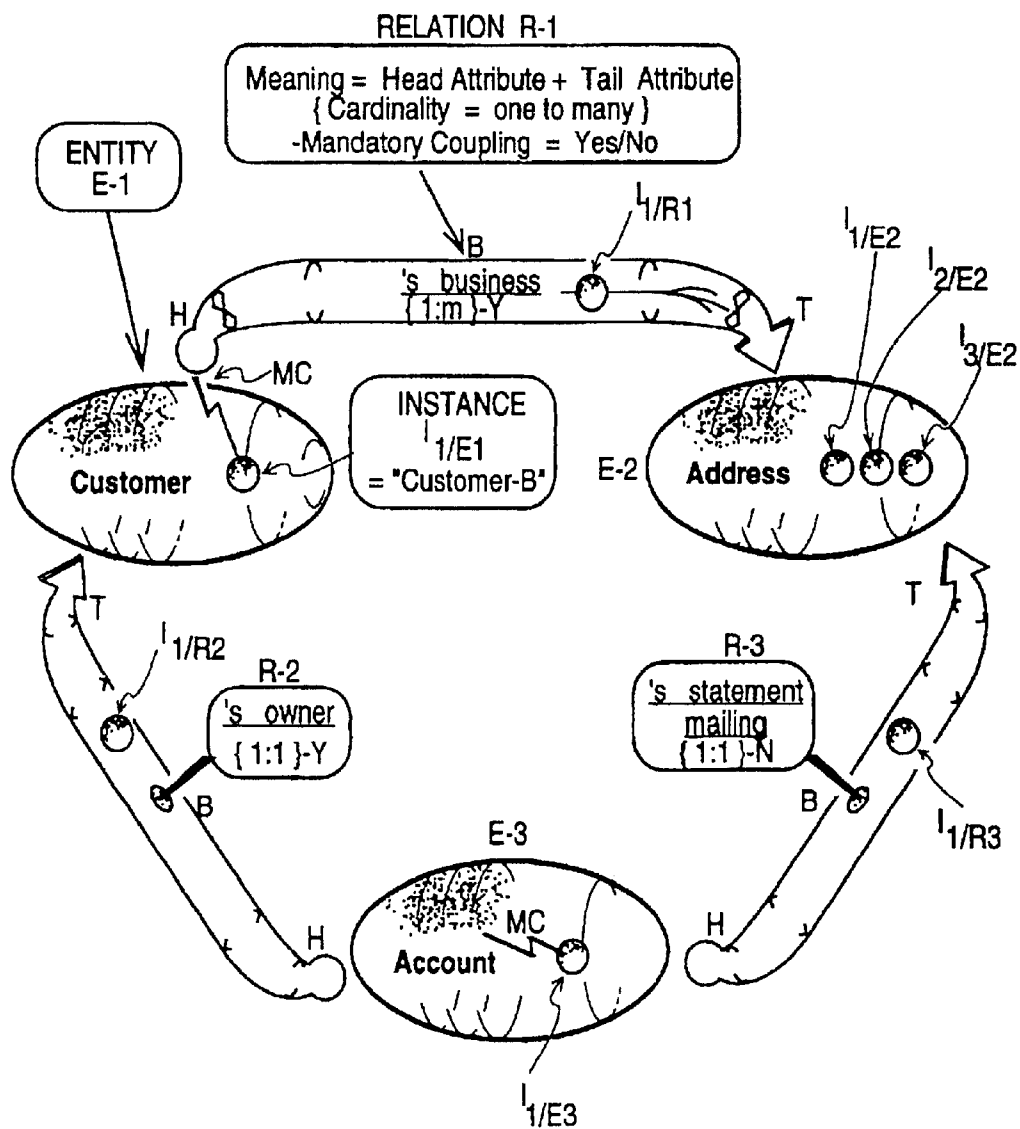 RELATION R-1
Meaning = Head Attribute + Tail Attribute
{ Cardinality = one to many }
-Mandatory Coupling = Yes/No
ENTITY
E-1
I1/R1
B
I1/E2
's business
{ 1:m }-Y
I2/E2
H
T
I3/E2
MC
INSTANCE
I1/E1
= "Customer-B"
Customer
E-2
Address
T
T
I1/R2
R-2
's owner
{ 1:1 }-Y
R-3
's statement
mailing
{ 1:1 }-N
B
B
I1/R3
E-3
H
MC
H
Account
I1/E3